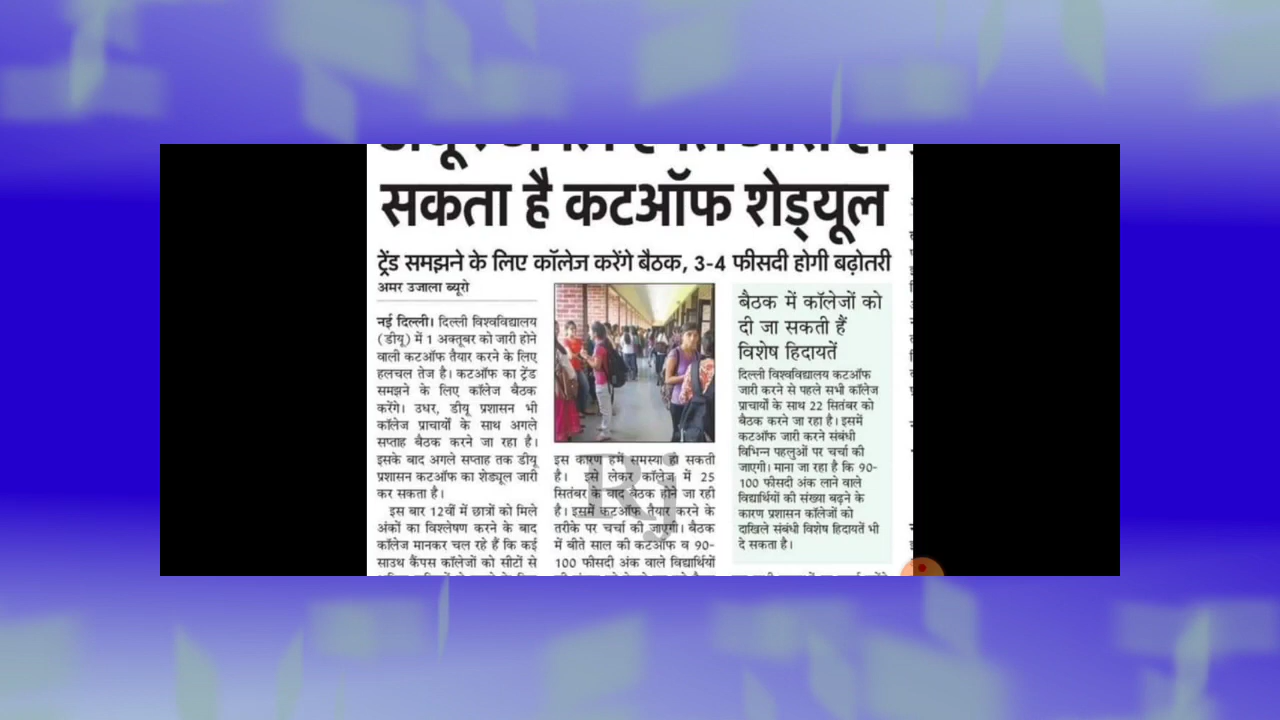 सकता है कटऑफ शेड्यूल
ट्रेंड समझने के लिए कॉलेज करेंगे बैठक, 3-4 फीसदी होगी बढ़ोतरी
अमर उजाला ब्यूरो
नई दिल्ली। दिल्ली विश्वविद्यालय
(डीयू) में 1 अक्तूबर को जारी होने
वाली कटऑफ तैयार करने के लिए
हलचल तेज है। कटऑफ का ट्रेंड
समझने के लिए कॉलेज बैठक
करेंगे। उधर, डीयू प्रशासन भी
कॉलेज प्राचार्यों के साथ अगले
सप्ताह बैठक करने जा रहा है।
इसके बाद अगले सप्ताह तक डीयू
प्रशासन कटऑफ का शेड्यूल जारी
कर सकता है।
इस बार 12वीं में छात्रों को मिले
अंकों का विश्लेषण करने के बाद
कॉलेज मानकर चल रहे हैं कि कई
साउथ कैंपस कॉलेजों को सीटों से
इस कारण हमें समस्या हो सकती
है। इसे लेकर कॉलेज में 25
सितंबर के बाद बैठक होने जा रही
है। इसमें कटऑफ तैयार करने के
तरीके पर चर्चा की जाएगी। बैठक
में बीते साल की कटऑफ व 90-
100 फीसदी अंक वाले विद्यार्थियों
Rj
बैठक में कॉलेजों को
दी जा सकती हैं
विशेष हिदायतें
दिल्ली विश्वविद्यालय कटऑफ
जारी करने से पहले सभी कॉलेज
प्राचार्यों के साथ 22 सितंबर को
बैठक करने जा रहा है। इसमें
कटऑफ जारी करने संबंधी
विभिन्न पहलुओं पर चर्चा की
जाएगी। माना जा रहा है कि 90-
100 फीसदी अंक लाने वाले
विद्यार्थियों की संख्या बढ़ने के
कारण प्रशासन कॉलेजों को
दाखिले संबंधी विशेष हिदायतें भी
दे सकता है।